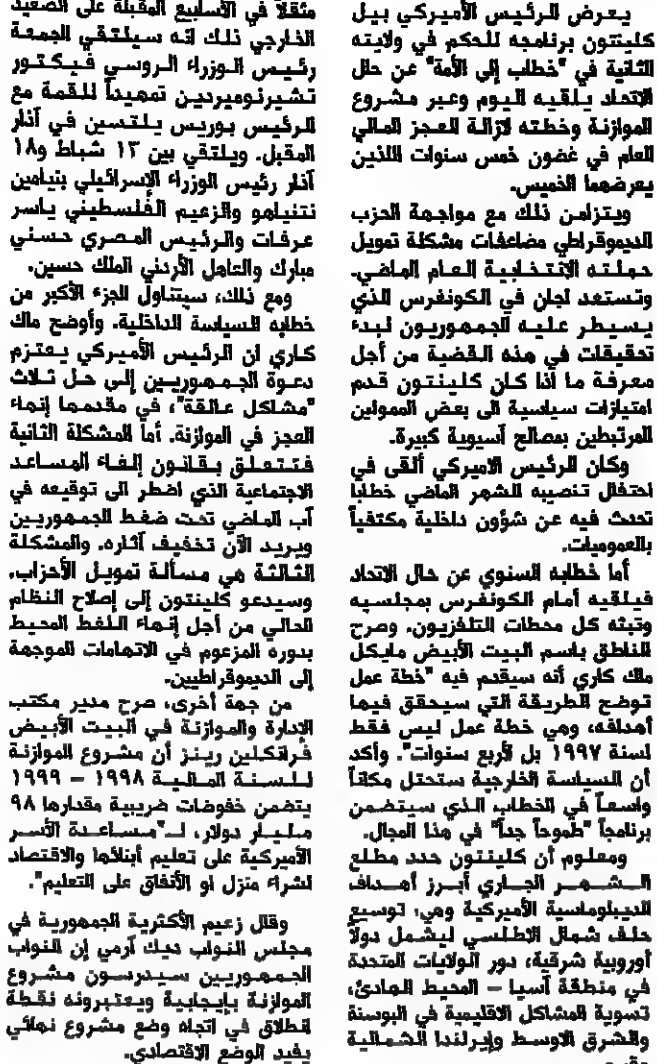 يـعـرض الرئيس الأميركي بيل
كلينتون برنامجه للحكم في ولايته
الثانية في "خطاب إلى الأمة" عن حال
الاتحاد يلقيه اليوم وعبر مشروع
الموازنة وخطته لازالة العجز المالي
العام في غضون خمس سنوات اللذين
يعرضهما الخميس.
ويتزامن ذلك مع مواجهة الحزب
الديموقراطي مضاعفات مشكلة تمويل
حملته الانتخابية العام الماضي.
وتستعد لجان في الكونغرس الذي
يسيطر عليه الجمهوريون لبدء
تحقيقات في هذه القضية من أجل
معرفة ما اذا كان كلينتون قدم
امتيازات سياسية الى بعض الممولين
المرتبطين بمصالح آسيوية كبيرة.
وكان الرئيس الاميركي ألقى في
احتفال تنصيبه الشهر الماضي خطابا
تحدث فيه عن شؤون داخلية مكتفياً
بالعموميات.
أما خطابه السنوي عن حال الاتحاد
فيلقيه أمام الكونغرس بمجلسيه
وتبثه كل محطات التلفزيون. وصرح
الناطق باسم البيت الأبيض مايكل
ماك كاري أنه سيقدم فيه "خطة عمل
توضح الطريقة التي سيحقق فيها
أهدافه، وهي خطة عمل ليس فقط
لسنة ١٩٩٧ بل لأربع سنوات". وأكد
أن السياسة الخارجية ستحتل مكاناً
واسعاً في الخطاب الذي سيتضمن
برنامجاً "طموحاً جداً" في هذا المجال.
ومعلوم أن كلينتون حدد مطلع
الشهر الجاري أبرز أهداف
الديبلوماسية الأميركية وهي: توسيع
حلف شمال الاطلسي ليشمل دولاً
أوروبية شرقية، دور الولايات المتحدة
في منطقة آسيا – المحيط الهادئ،
تسوية المشاكل الاقليمية في البوسنة
والشرق الاوسط وإيرلندا الشمالية
مثقلاً في الأسابيع المقبلة على الصعيد
الخارجي ذلك انه سيلتقي الجمعة
رئيس الوزراء الروسي فيكتور
تشيرنوميردين تمهيداً للقمة مع
الرئيس بوريس يلتسين في آذار
المقبل. ويلتقي بين ١٣ شباط و١٨
آذار رئيس الوزراء الإسرائيلي بنيامين
نتنياهو والزعيم الفلسطيني ياسر
عرفات والرئيس المصري حسني
مبارك والعاهل الأردني الملك حسين.
ومع ذلك، سيتناول الجزء الأكبر من
خطابه السياسة الداخلية. وأوضح ماك
كاري ان الرئيس الأميركي يعتزم
دعوة الجمهوريين إلى حل ثلاث
"مشاكل عالقة"، في مقدمها إنهاء
العجز في الموازنة. أما المشكلة الثانية
فتتعلق بقانون إلغاء المساعد
الاجتماعية الذي اضطر الى توقيعه في
آب الماضي تحت ضغط الجمهوريين
ويريد الآن تخفيف آثاره. والمشكلة
الثالثة هي مسألة تمويل الأحزاب.
وسيدعو كلينتون إلى إصلاح النظام
الحالي من أجل إنهاء اللغط المحيط
بدوره المزعوم في الاتهامات الموجهة
إلى الديموقراطيين.
من جهة أخرى، صرح مدير مكتب
الإدارة والموازنة في البيت الأبيض
فرانكلين رينز أن مشروع الموازنة
للسنة المالية ١٩٩٨ – ١٩٩٩
يتضمن خفوضات ضريبية مقدارها ٩٨
مليار دولار، لـ"مساعدة الأسر
الأميركية على تعليم أبنائها والاقتصاد
لشراء منزل او الأنفاق على التعليم".
وقال زعيم الأكثرية الجمهورية في
مجلس النواب ديك آرمي إن النواب
الجمهوريين سيدرسون مشروع
الموازنة بإيجابية ويعتبرونه نقطة
انطلاق في اتجاه وضع مشروع نهائي
يفيد الوضع الاقتصادي.